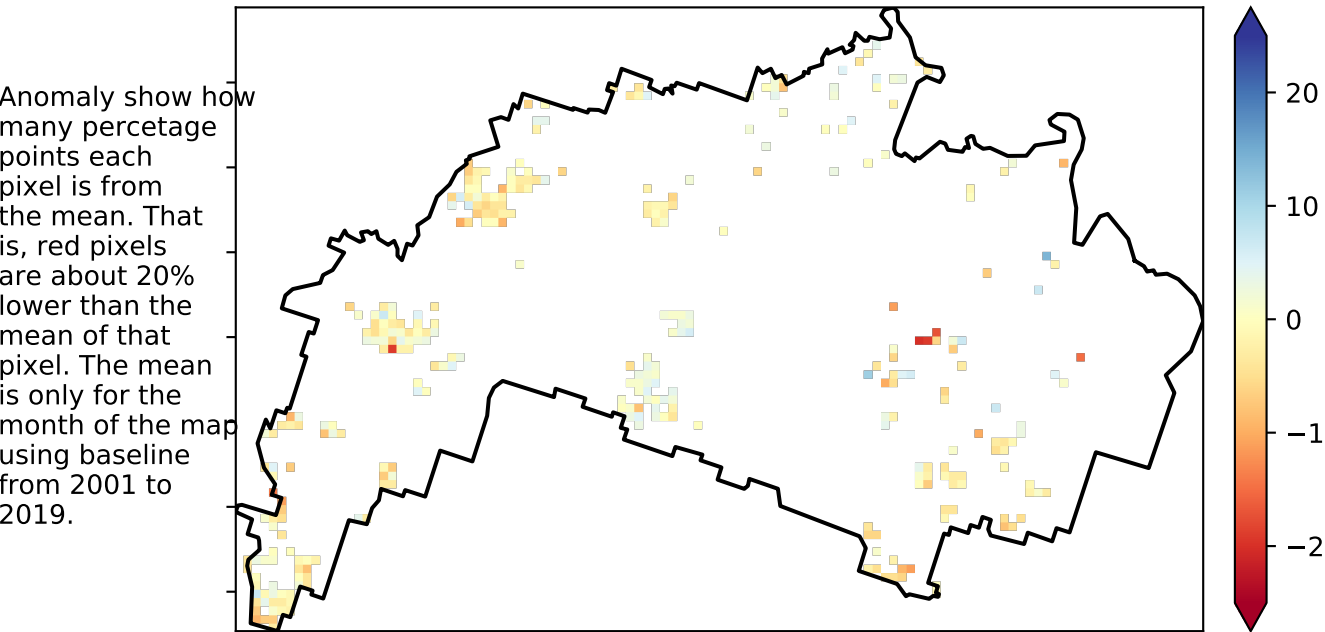 Anomaly show how
many percetage
points each
pixel is from
the mean. That
is, red pixels
are about 20%
lower than the
mean of that
pixel. The mean
is only for the
month of the map
using baseline
from 2001 to
2019.
20
10
0
−1
−2